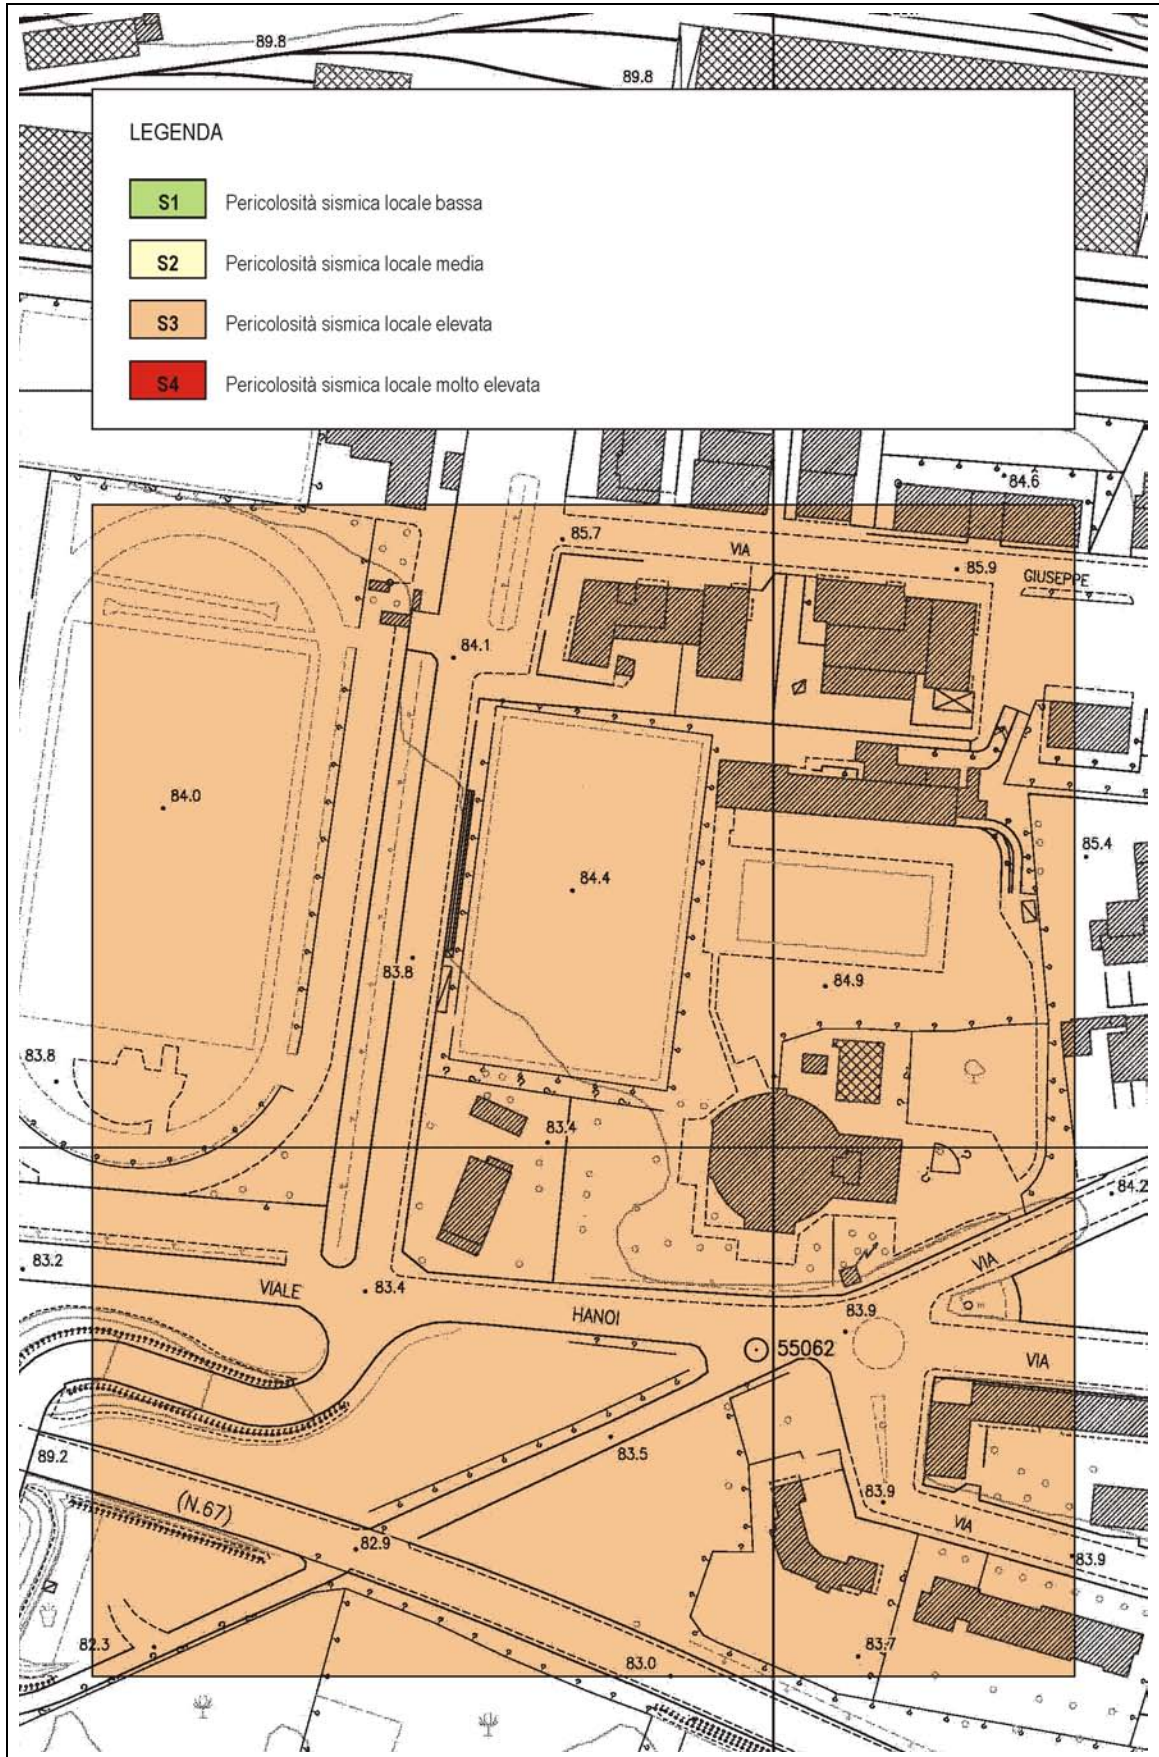 89.8
89.8
LEGENDA
S1 Pericolosità sismica locale bassa
S2 Pericolosità sismica locale media
S3 Pericolosità sismica locale elevata
S4 Pericolosità sismica locale molto elevata
84.6
85.7
VIA
85.9
GIUSEPPE
84.1
84.0
85.4
84.4
83.8
84.9
83.8
83.4
84.2
83.2
VIALE
83.4
HANOI
83.9
VIA
55062
VIA
89.2
83.5
(N.67)
83.9
VIA
82.9
83.9
82.3
83.7
83.0